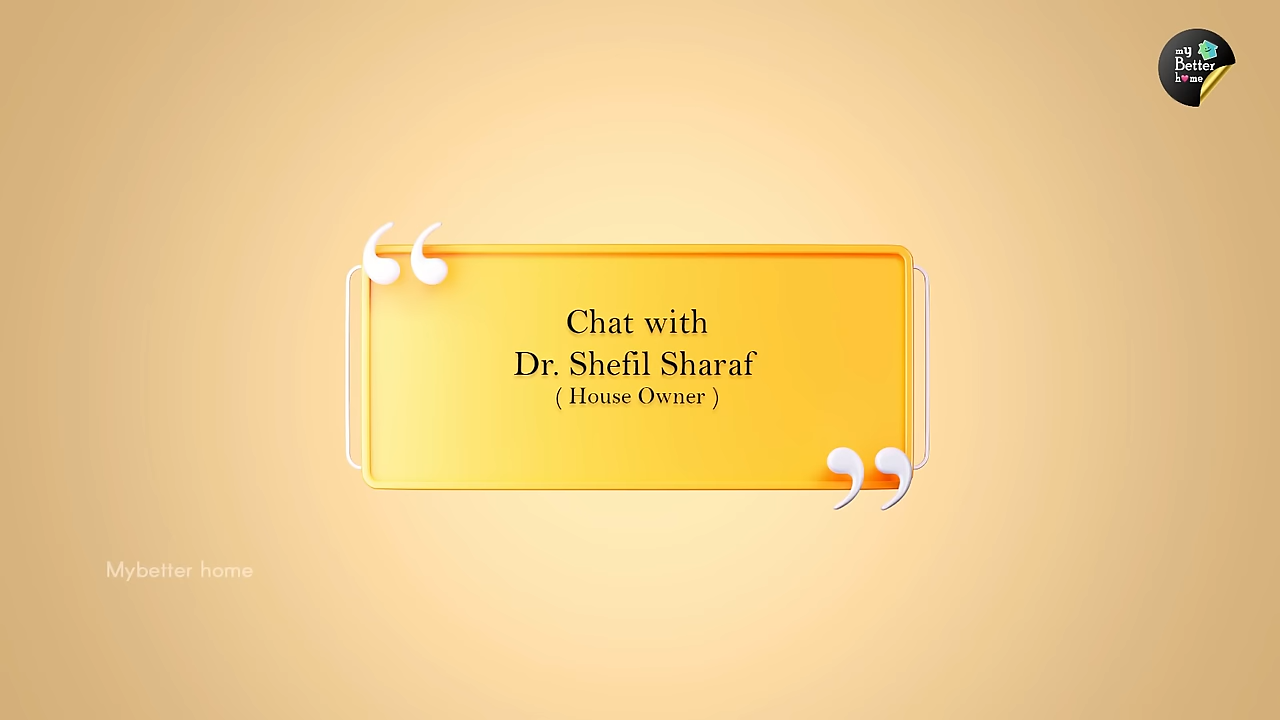 my
Better
home
Chat with
Dr. Shefil Sharaf
( House Owner )
Mybetter home